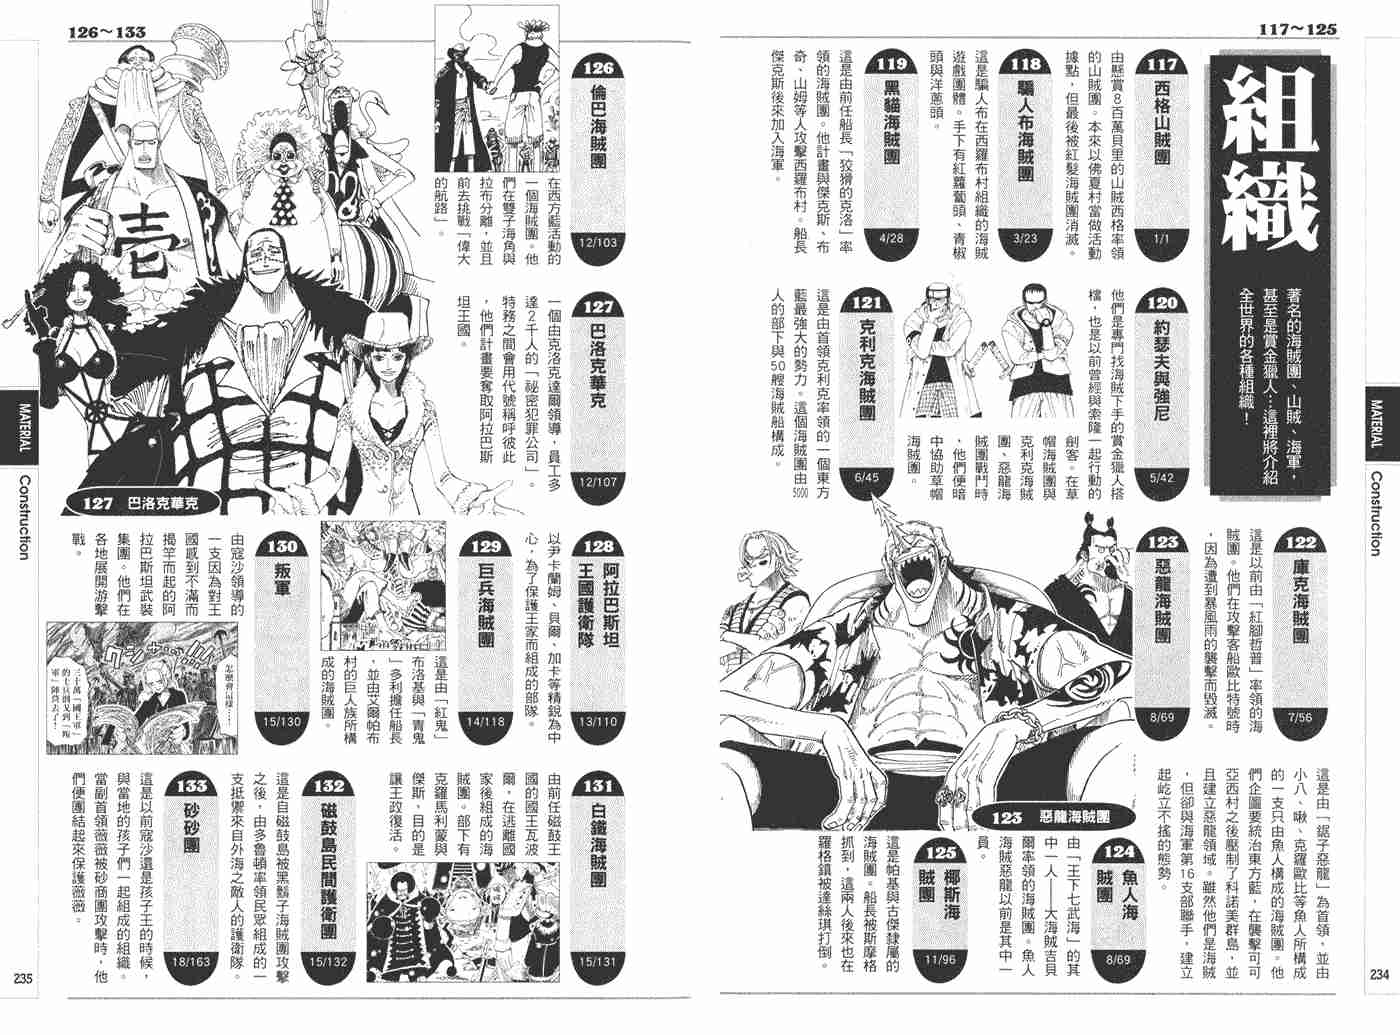 117～125
組織
著名的海賊團、山賊、海軍，
甚至是賞金獵人…這裡將介紹
全世界的各種組織！
117
西格山賊團
1/1
由懸賞8百萬貝里的山賊西格率領
的山賊團。本來以佛夏村當做活動
據點，但最後被紅髮海賊團消滅。
118
騙人布海賊團
3/23
這是騙人布在西羅布村組織的海賊
遊戲團體。手下有紅蘿蔔頭、青椒
頭與洋蔥頭。
119
黑貓海賊團
4/28
這是由前任船長「狡猾的克洛」率
領的海賊團。他計畫與傑克斯、布
奇、山姆等人攻擊西羅布村。船長
傑克斯後來加入海軍。
120
約瑟夫與強尼
5/42
他們是專門找海賊下手的賞金獵人搭
檔，也是以前曾經與索隆一起行動的
劍客。在草
帽海賊團與
克利克海賊
團、惡龍海
賊團戰鬥時
，他們便暗
中協助草帽
海賊團。
121
克利克海賊團
6/45
這是由首領克利克率領的一個東方
藍最強大的勢力。這個海賊團由5000
人的部下與50艘海賊船構成。
122
庫克海賊團
7/56
這是以前由「紅腳哲普」率領的海
賊團。他們在攻擊客船歐比特號時
，因為遭到暴風雨的襲擊而毀滅。
123
惡龍海賊團
8/69
這是由「鋸子惡龍」為首領，並由
小八、啾、克羅歐比等魚人所構成
的一支只由魚人構成的海賊團。他
們企圖要統治東方藍，在襲擊可可
亞西村之後壓制了科諾美群島，並
且建立惡龍領域。雖然他們是海賊
，但卻與海軍第16支部聯手，建立
起屹立不搖的態勢。
123 惡龍海賊團
124
魚人海
賊團
8/69
由「王下七武海」的其
中一人——大海賊吉貝
爾率領的海賊團。魚人
海賊惡龍以前是其中一
員。
125
椰斯海
賊團
11/96
這是帕基與古傑隸屬的
海賊團。船長被斯摩格
抓到，這兩人後來也在
羅格鎮被達絲琪打倒。
MATERIAL
Construction
234
126～133
126
倫巴海賊團
12/103
在西方藍活動的
一個海賊團。他
們在雙子海角與
拉布分離，並且
前去挑戰「偉大
的航路」。
127
巴洛克華克
12/107
一個由克洛克達爾領導，員工多
達2千人的「祕密犯罪公司」。
特務之間會用代號稱呼彼此
，他們計畫要奪取阿拉巴斯
坦王國。
壱
127 巴洛克華克
128
阿拉巴斯坦
王國護衛隊
13/110
以尹卡蘭姆、貝爾、加卡等精銳為中
心，為了保護王家而組成的部隊。
129
巨兵海賊團
14/118
這是由「紅鬼」
布洛基與「青鬼
」多利擔任船長
，並由艾爾帕布
村的巨人族所構
成的海賊團。
130
叛軍
15/130
由寇沙領導的
一支因為對王
國感到不滿而
揭竿而起的阿
拉巴斯坦武裝
集團。他們在
各地展開游擊
戰。
怎麼會這樣……
三十萬「國王軍」
的士兵倒戈到「叛
軍」陣營去了！
131
白鐵海賊團
15/131
由前任磁鼓王
國的國王瓦波
爾，在逃離國
家後組成的海
賊團。部下有
克羅馬利蒙與
傑斯，目的是
讓王政復活。
132
磁鼓島民間護衛團
15/132
這是自磁鼓島被黑鬍子海賊團攻擊
之後，由多魯頓率領民眾組成的一
支抵禦來自外海之敵人的護衛隊。
133
砂砂團
18/163
這是以前寇沙還是孩子王的時候，
與當地的孩子們一起組成的組織。
當副首領薇薇被砂商團攻擊時，他
們便團結起來保護薇薇。
MATERIAL
Construction
235